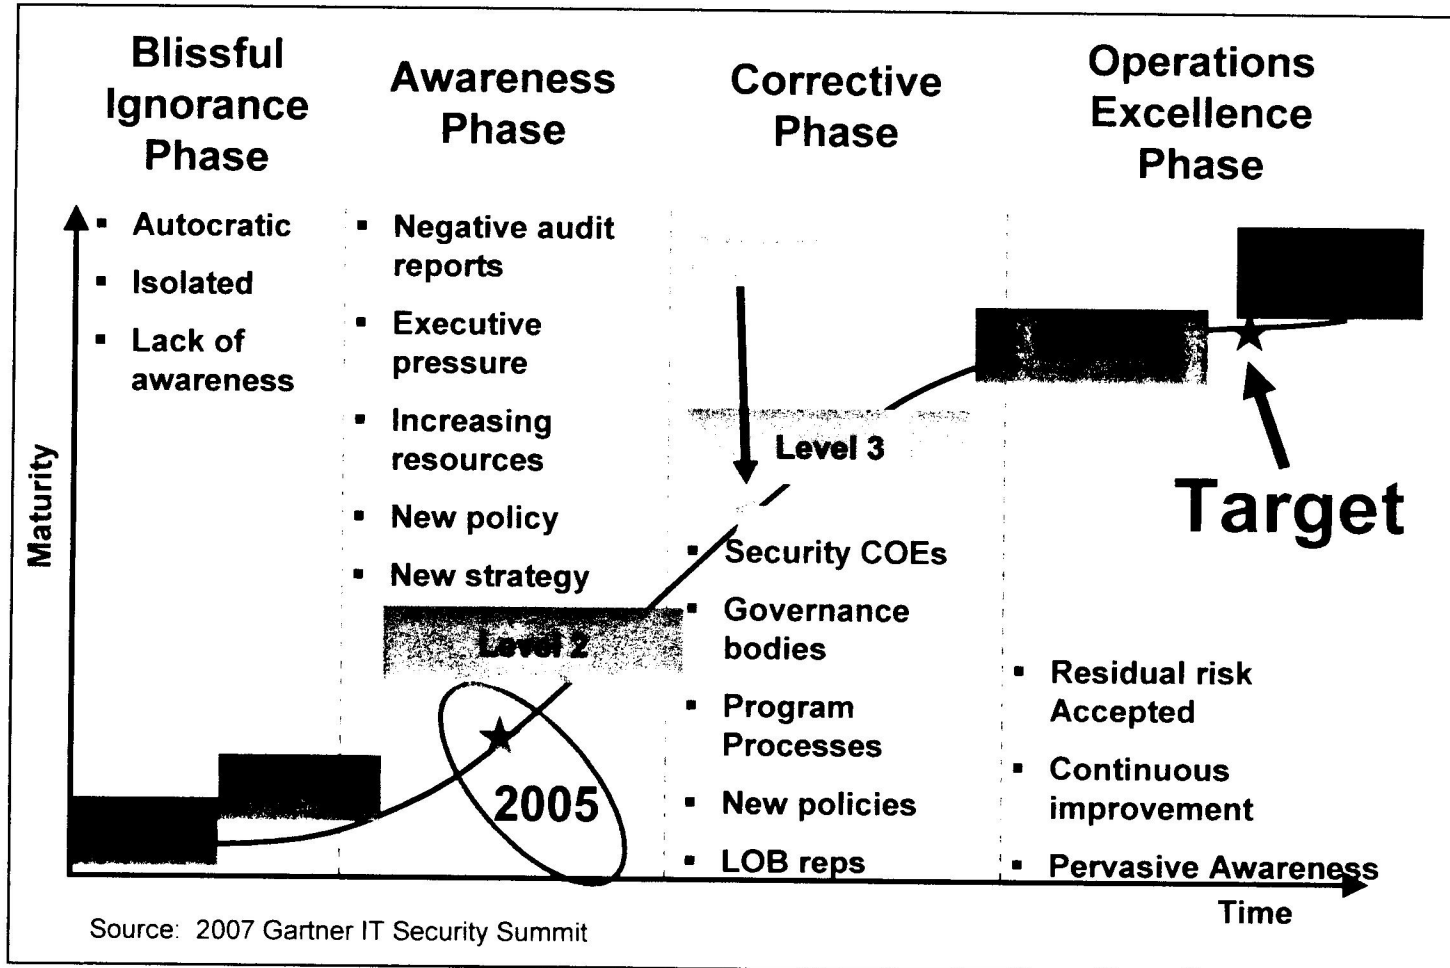 Blissful
Ignorance
Phase
Awareness
Phase
Corrective
Phase
Operations
Excellence
Phase
▪ Autocratic
▪ Isolated
▪ Lack of
awareness
▪ Negative audit
reports
▪ Executive
pressure
▪ Increasing
resources
▪ New policy
▪ New strategy
Level 2
2005
Level 3
▪ Security COEs
▪ Governance
bodies
▪ Program
Processes
▪ New policies
▪ LOB reps
Target
▪ Residual risk
Accepted
▪ Continuous
improvement
▪ Pervasive Awareness
Maturity
Time
Source: 2007 Gartner IT Security Summit